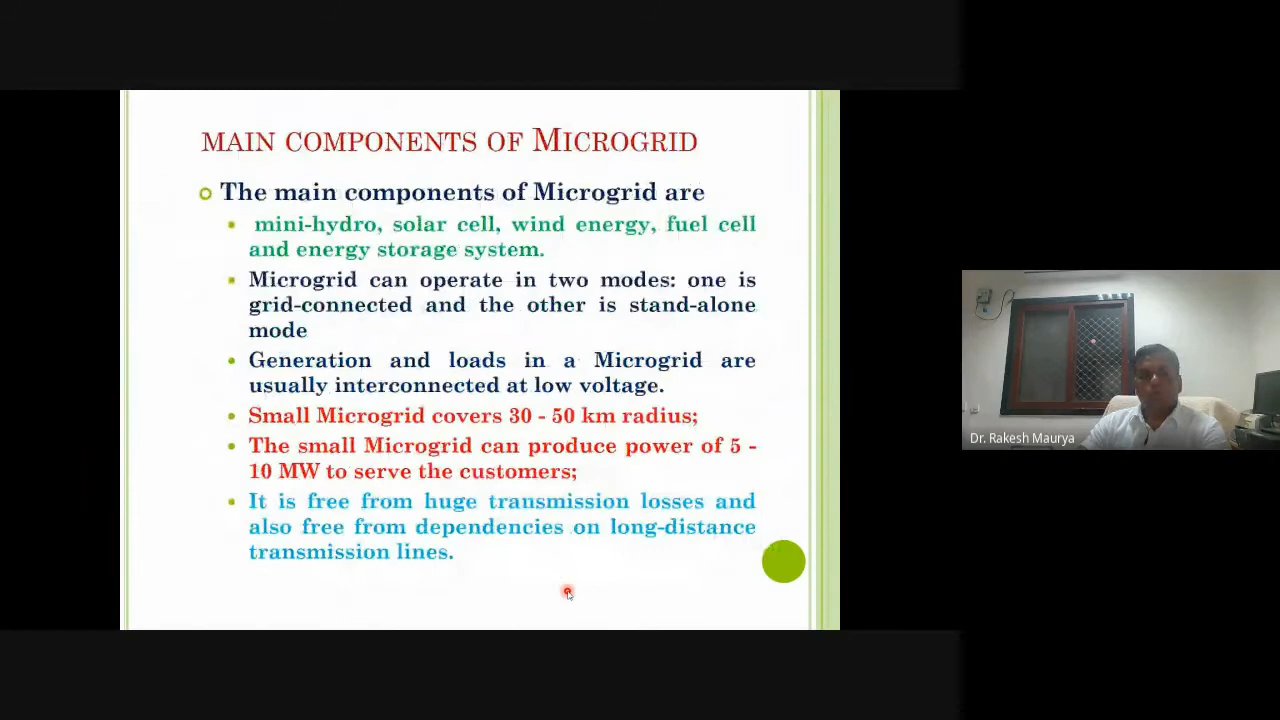 MAIN COMPONENTS OF MICROGRID
The main components of Microgrid are
mini-hydro, solar cell, wind energy, fuel cell
and energy storage system.
Microgrid can operate in two modes: one is
grid-connected and the other is stand-alone
mode
Generation and loads in a Microgrid are
usually interconnected at low voltage.
Small Microgrid covers 30 - 50 km radius;
The small Microgrid can produce power of 5 -
10 MW to serve the customers;
It is free from huge transmission losses and
also free from dependencies on long-distance
transmission lines.
Dr. Rakesh Maurya